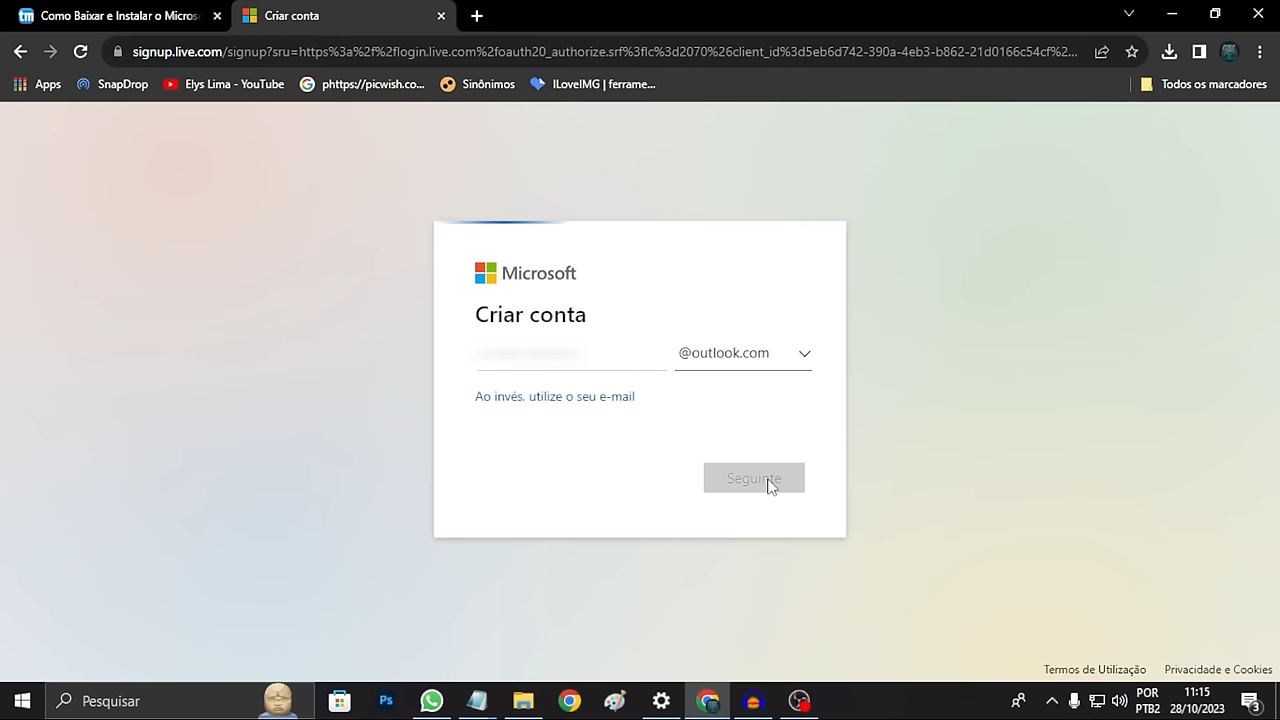 Como Baixar e Instalar o Micros
Criar conta
signup.live.com/signup?sru=https%3a%2f%2flogin.live.com%2foauth20_authorize.srf%3flc%3d2070%26client_id%3d5eb6d742-390a-4eb3-b862-21d0166c54cf%2...
Apps SnapDrop Elys Lima - YouTube phttps://picwish.co... Sinônimos ILoveIMG | ferrame... Todos os marcadores
Microsoft
Criar conta
@outlook.com
Ao invés, utilize o seu e-mail
Seguinte
Termos de Utilização Privacidade e Cookies
Pesquisar Ps POR 11:15
PTB2 28/10/2023 3